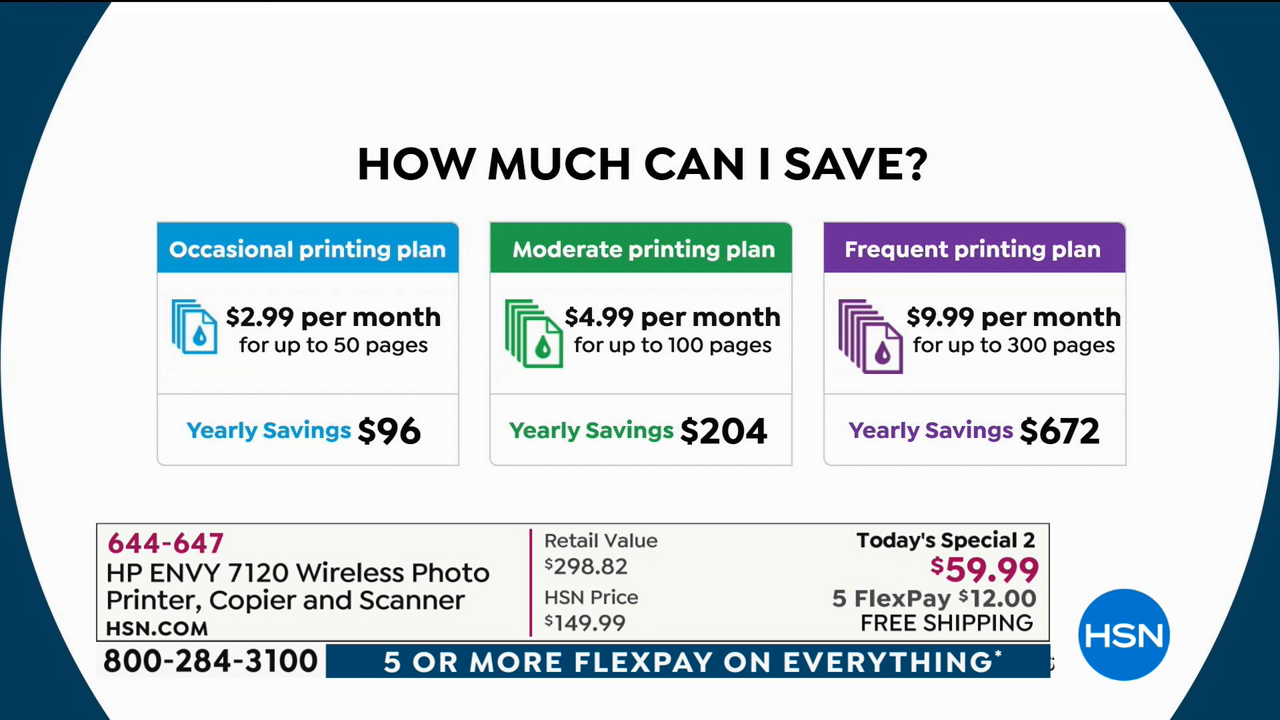 HOW MUCH CAN I SAVE?
Occasional printing plan
$2.99 per month
for up to 50 pages
Yearly Savings $96
Moderate printing plan
$4.99 per month
for up to 100 pages
Yearly Savings $204
Frequent printing plan
$9.99 per month
for up to 300 pages
Yearly Savings $672
644-647
HP ENVY 7120 Wireless Photo
Printer, Copier and Scanner
HSN.COM
Retail Value
$298.82
HSN Price
$149.99
Today's Special 2
$59.99
5 FlexPay $12.00
FREE SHIPPING
800-284-3100
5 OR MORE FLEXPAY ON EVERYTHING*
HSN